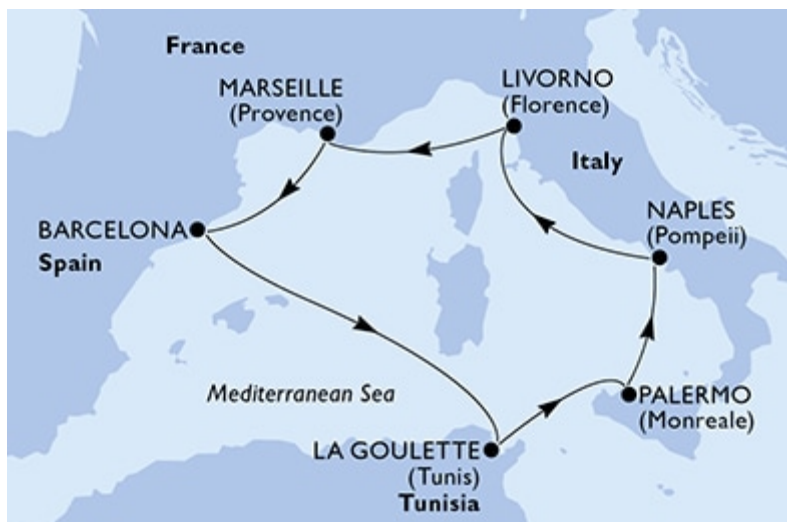 France
MARSEILLE
(Provence)
LIVORNO
(Florence)
Italy
BARCELONA
Spain
NAPLES
(Pompeii)
Mediterranean Sea
PALERMO
(Monreale)
LA GOULETTE
(Tunis)
Tunisia